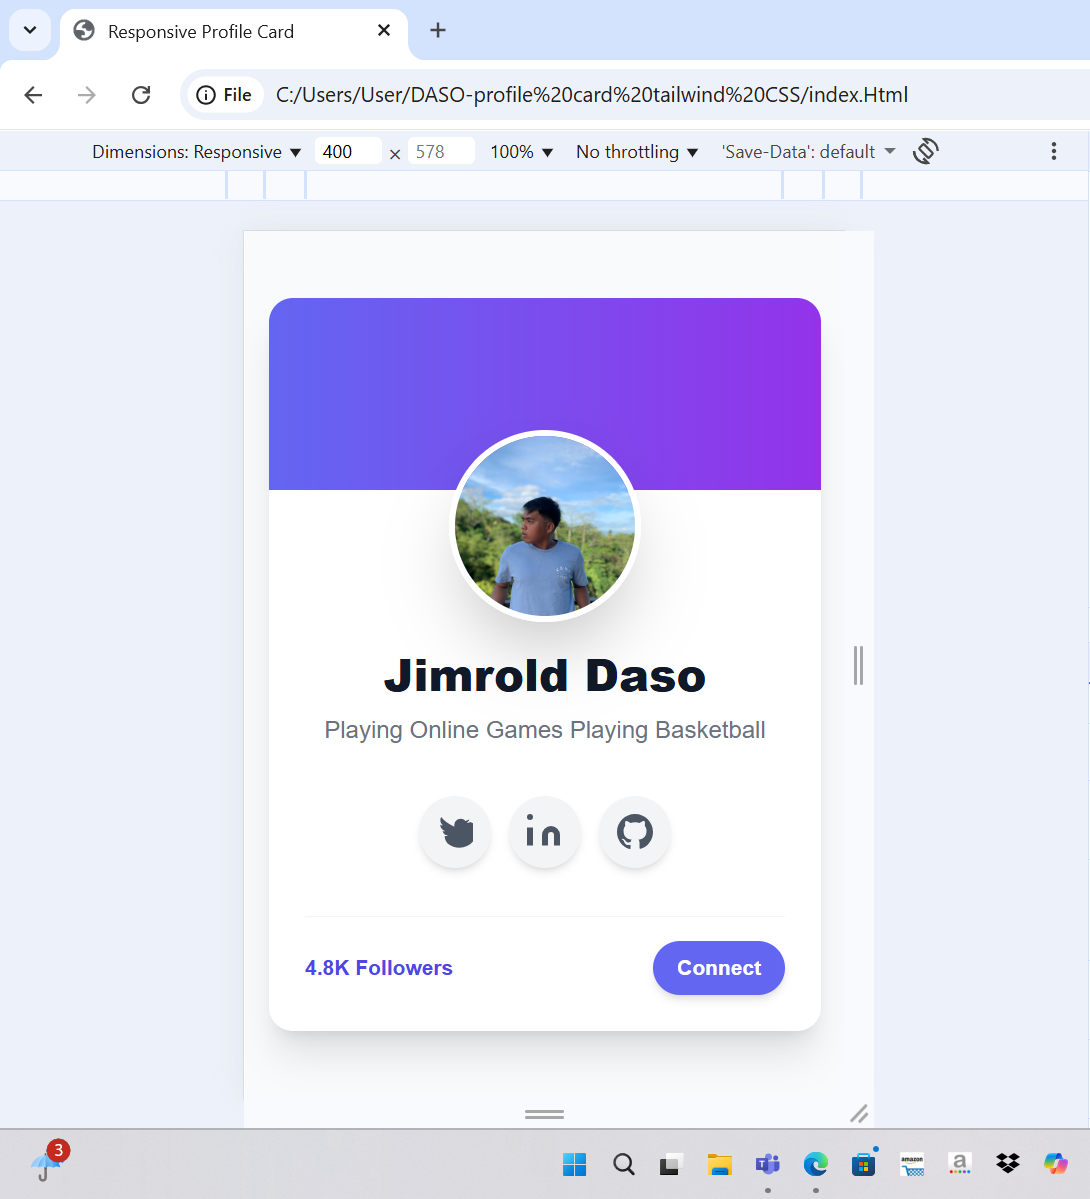 Responsive Profile Card
File C:/Users/User/DASO-profile%20card%20tailwind%20CSS/index.Html
Dimensions: Responsive 400 × 578 100% No throttling 'Save-Data': default
Jimrold Daso
Playing Online Games Playing Basketball
in
4.8K Followers Connect
3
T
amazon
a